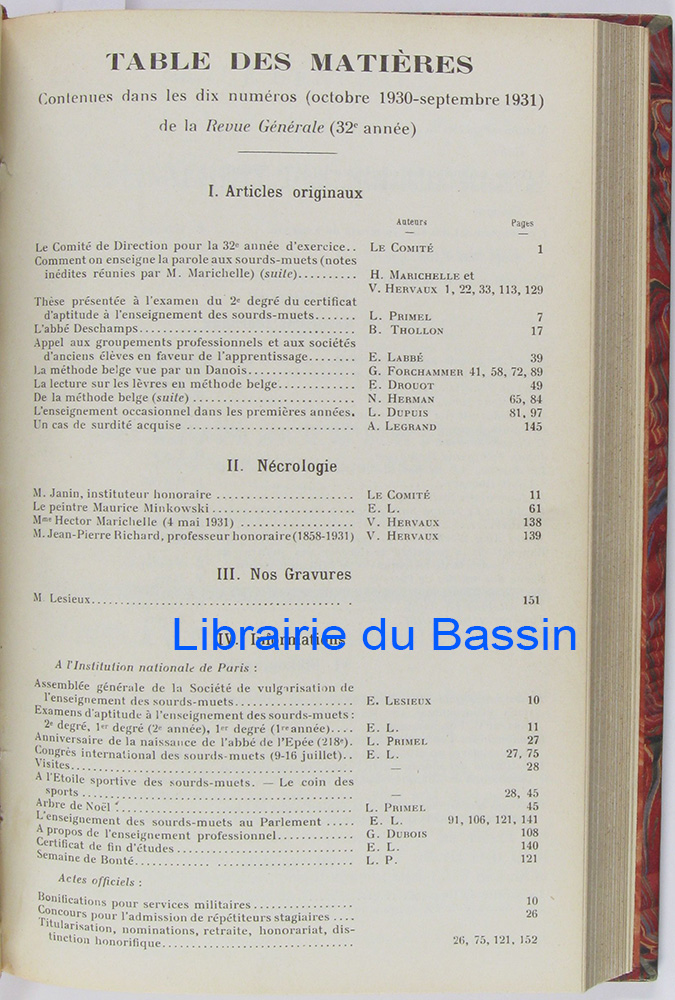 TABLE DES MATIÈRES
Contenues dans les dix numéros (octobre 1930-septembre 1931)
de la Revue Générale (32e année)
I. Articles originaux
Auteurs Pages
Le Comité de Direction pour la 32e année d'exercice.. LE COMITÉ 1
Comment on enseigne la parole aux sourds-muets (notes
inédites réunies par M. Marichelle) (suite).......... H. MARICHELLE et
V. HERVAUX 1, 22, 33, 113, 129
Thèse présentée à l'examen du 2e degré du certificat
d'aptitude à l'enseignement des sourds-muets....... L. PRIMEL 7
L'abbé Deschamps................................... B. THOLLON 17
Appel aux groupements professionnels et aux sociétés
d'anciens élèves en faveur de l'apprentissage........ E. LABBÉ 39
La méthode belge vue par un Danois................. G. FORCHAMMER 41, 58, 72, 89
La lecture sur les lèvres en méthode belge............. E. DROUOT 49
De la méthode belge (suite) .......................... N. HERMAN 65, 84
L'enseignement occasionnel dans les premières années. L. DUPUIS 81, 97
Un cas de surdité acquise ........................... A. LEGRAND 145
II. Nécrologie
M. Janin, instituteur honoraire ...................... LE COMITÉ 11
Le peintre Maurice Minkowski....................... E. L. 61
Mme Hector Marichelle (4 mai 1931) .................. V. HERVAUX 138
M. Jean-Pierre Richard, professeur honoraire (1858-1931) V. HERVAUX 139
III. Nos Gravures
M Lesieux.......................................... 151
Librairie du Bassin
IV. Informations
A l'Institution nationale de Paris :
Assemblée générale de la Société de vulgarisation de
l'enseignement des sourds-muets................... E. LESIEUX 10
Examens d'aptitude à l'enseignement des sourds-muets :
2e degré, 1er degré (2e année), 1er degré (1re année).... E. L. 11
Anniversaire de la naissance de l'abbé de l'Epée (218e). L. PRIMEL 27
Congrès international des sourds-muets (9-16 juillet).. E. L. 27, 75
Visites............................................. — 28
A l'Etoile sportive des sourds-muets. — Le coin des
sports ............................................ — 28, 45
Arbre de Noël ..................................... L. PRIMEL 45
L'enseignement des sourds-muets au Parlement ..... E. L. 91, 106, 121, 141
A propos de l'enseignement professionnel............ G. DUBOIS 108
Certificat de fin d'études............................ E. L. 140
Semaine de Bonté................................... L. P. 121
Actes officiels :
Bonifications pour services militaires................ 10
Concours pour l'admission de répétiteurs stagiaires .... 26
Titularisation, nominations, retraite, honorariat, dis-
tinction honorifique............................... 26, 75, 121, 152